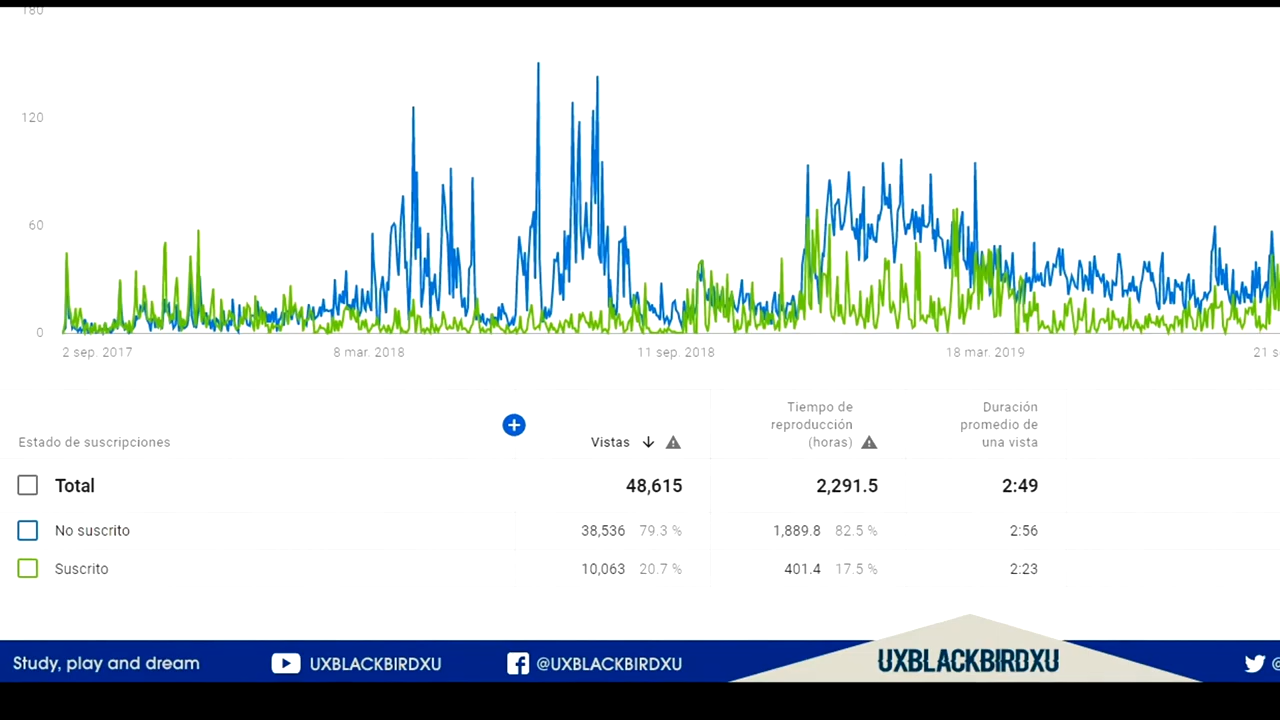 180
120
60
0
2 sep. 2017
8 mar. 2018
11 sep. 2018
18 mar. 2019
21 s
Estado de suscripciones
Vistas
Tiempo de
reproducción
(horas)
Duración
promedio de
una vista
Total 48,615 2,291.5 2:49
No suscrito 38,536 79.3 % 1,889.8 82.5 % 2:56
Suscrito 10,063 20.7 % 401.4 17.5 % 2:23
Study, play and dream
UXBLACKBIRDXU
@UXBLACKBIRDXU
UXBLACKBIRDXU
@